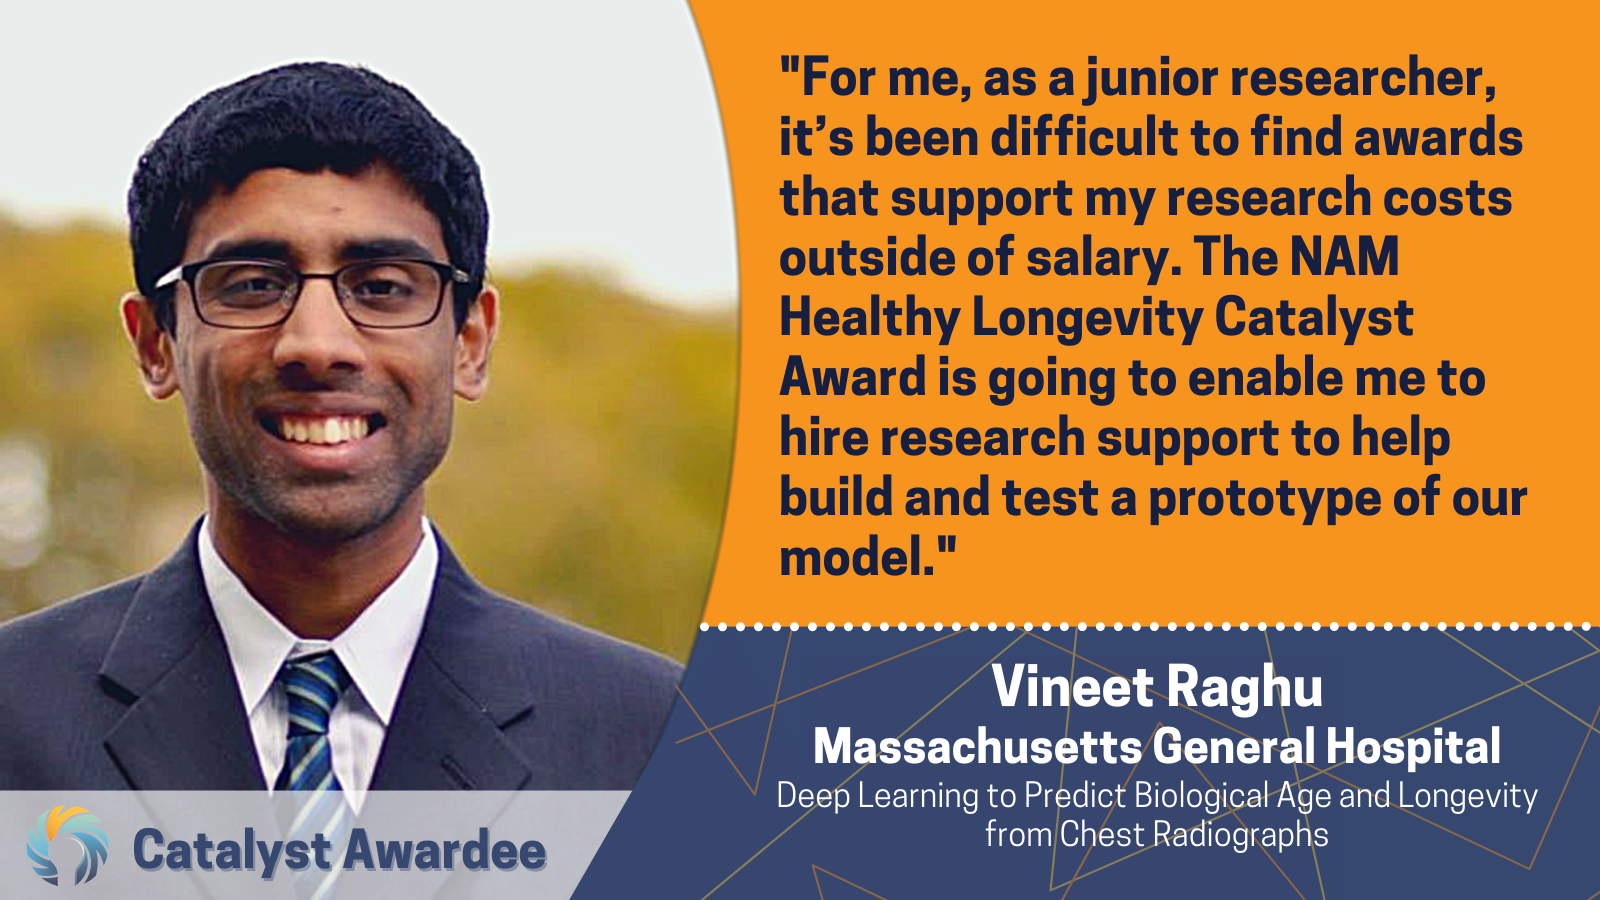 "For me, as a junior researcher,
it’s been difficult to find awards
that support my research costs
outside of salary. The NAM
Healthy Longevity Catalyst
Award is going to enable me to
hire research support to help
build and test a prototype of our
model."
Vineet Raghu
Massachusetts General Hospital
Deep Learning to Predict Biological Age and Longevity
from Chest Radiographs
Catalyst Awardee